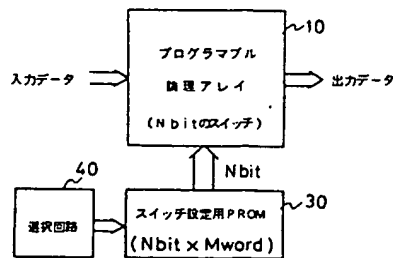 10
プログラマブル
論理アレイ
(Nbitのスイッチ)
入力データ
出力データ
Nbit
40
選択回路
30
スイッチ設定用PROM
(Nbit x Mword)